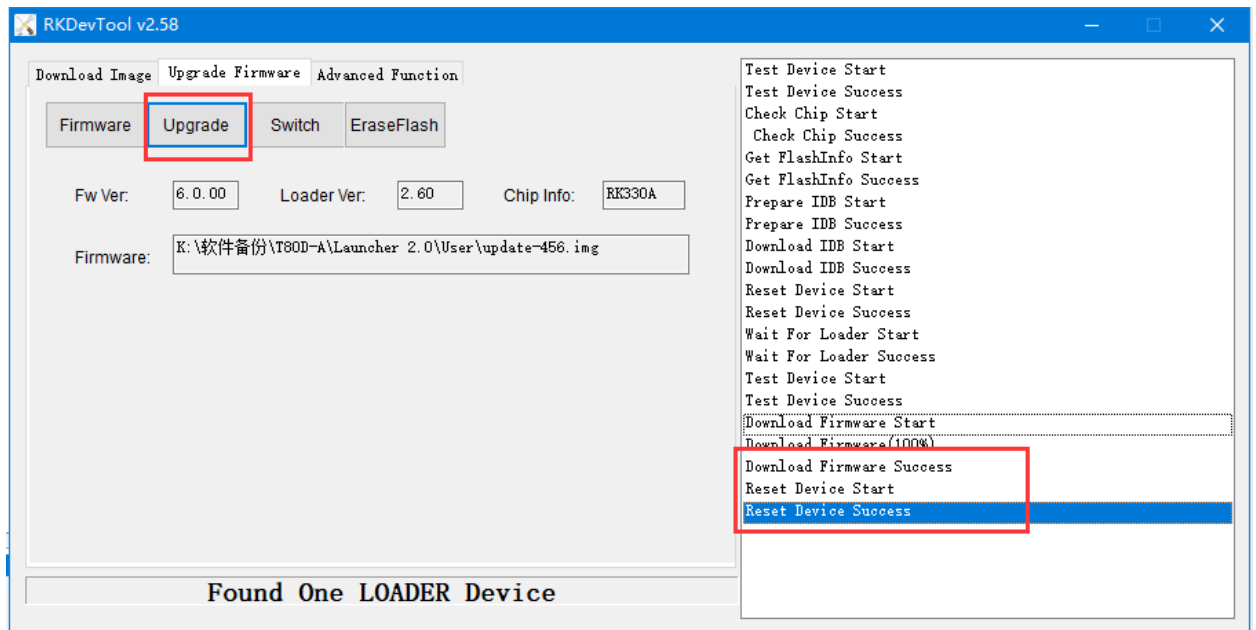 RKDevTool v2.58
Download Image Upgrade Firmware Advanced Function
Firmware Upgrade Switch EraseFlash
Fw Ver: 6.0.00 Loader Ver: 2.60 Chip Info: RK330A
Firmware: K:\软件备份\T80D-A\Launcher 2.0\User\update-456.img
Found One LOADER Device
Test Device Start
Test Device Success
Check Chip Start
Check Chip Success
Get FlashInfo Start
Get FlashInfo Success
Prepare IDB Start
Prepare IDB Success
Download IDB Start
Download IDB Success
Reset Device Start
Reset Device Success
Wait For Loader Start
Wait For Loader Success
Test Device Start
Test Device Success
Download Firmware Start
Download Firmware(100%)
Download Firmware Success
Reset Device Start
Reset Device Success